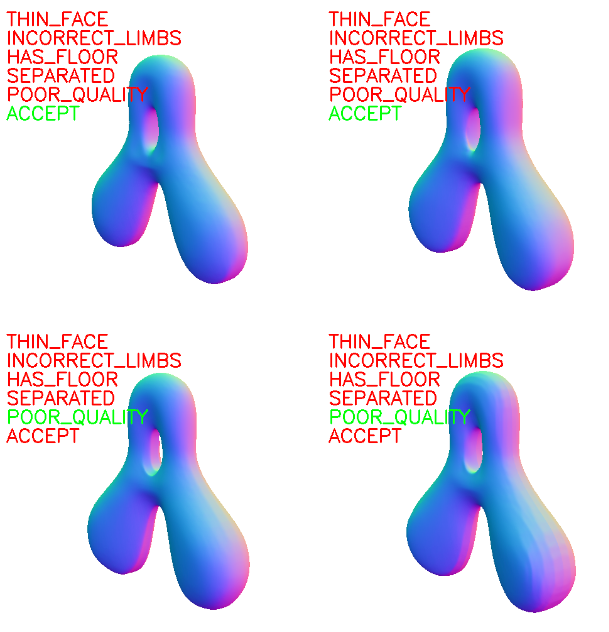 THIN_FACE
INCORRECT_LIMBS
HAS_FLOOR
SEPARATED
POOR_QUALITY
ACCEPT
THIN_FACE
INCORRECT_LIMBS
HAS_FLOOR
SEPARATED
POOR_QUALITY
ACCEPT
THIN_FACE
INCORRECT_LIMBS
HAS_FLOOR
SEPARATED
POOR_QUALITY
ACCEPT
THIN_FACE
INCORRECT_LIMBS
HAS_FLOOR
SEPARATED
POOR_QUALITY
ACCEPT